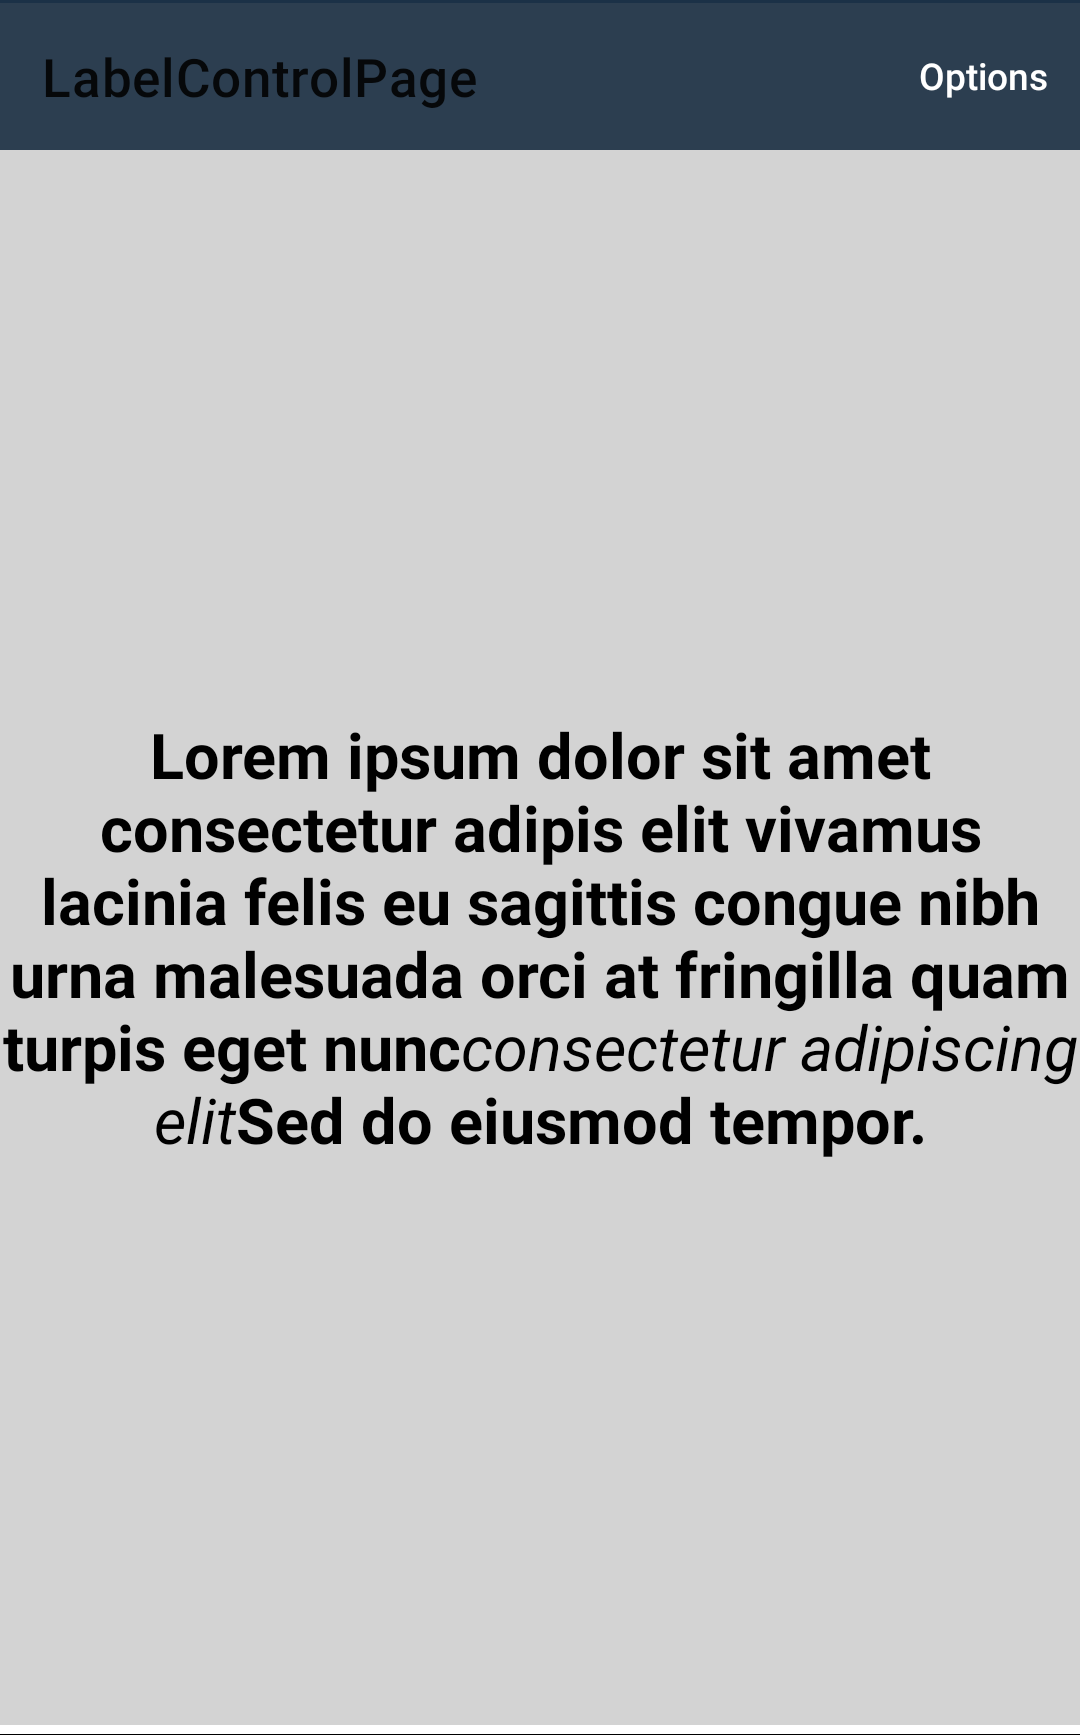 LabelControlPage
Options
Lorem ipsum dolor sit amet
consectetur adipis elit vivamus
lacinia felis eu sagittis congue nibh
urna malesuada orci at fringilla quam
turpis eget nuncconsectetur adipiscing
elitSed do eiusmod tempor.